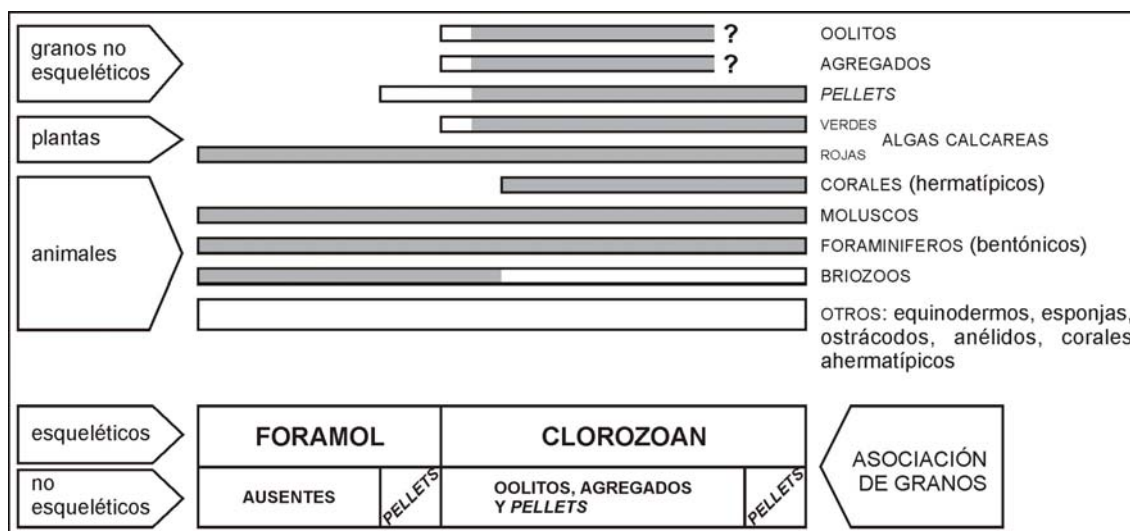 granos no
esqueléticos
? OOLITOS
? AGREGADOS
PELLETS
plantas
VERDES
ALGAS CALCAREAS
ROJAS
CORALES (hermatípicos)
MOLUSCOS
animales
FORAMINIFEROS (bentónicos)
BRIOZOOS
OTROS: equinodermos, esponjas,
ostrácodos, anélidos, corales
ahermatípicos
esqueléticos
FORAMOL
CLOROZOAN
no
esqueléticos
AUSENTES
PELLETS
OOLITOS, AGREGADOS
Y PELLETS
PELLETS
ASOCIACIÓN
DE GRANOS